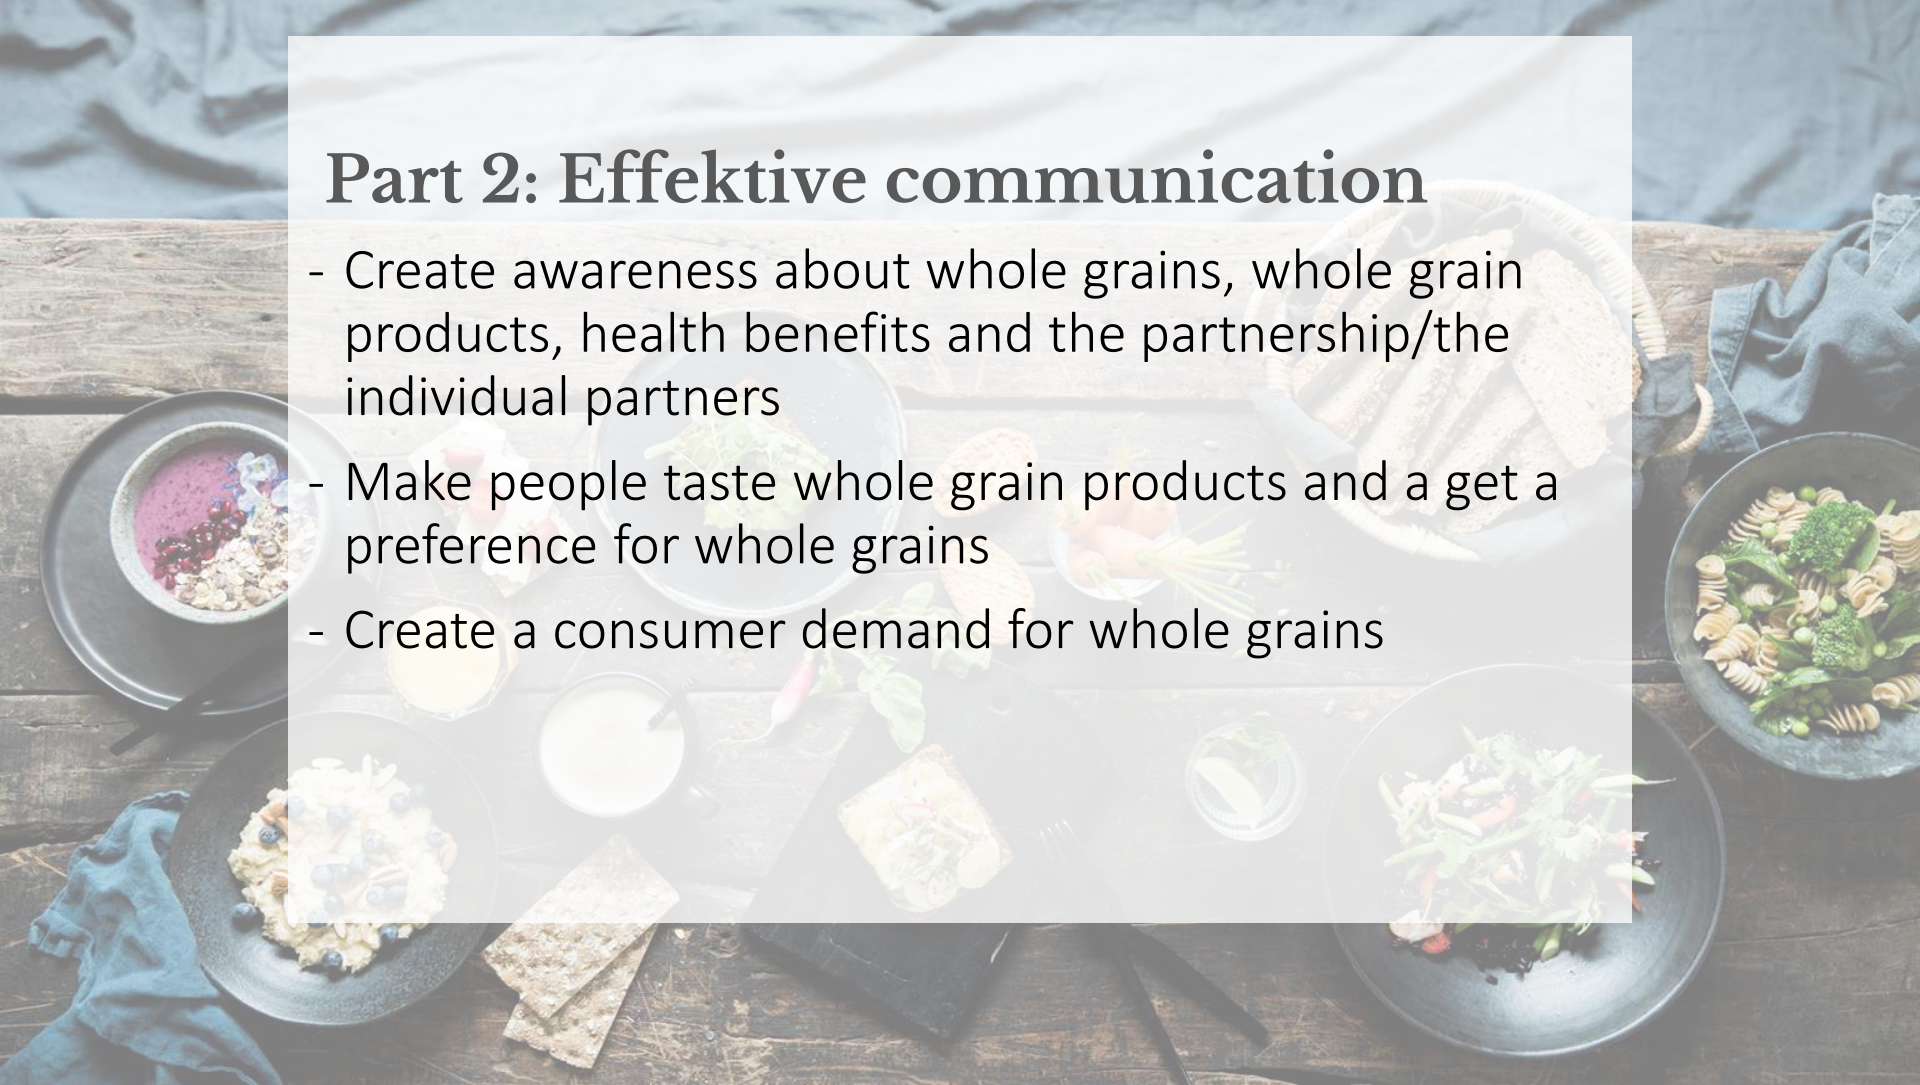 Part 2: Effektive communication
- Create awareness about whole grains, whole grain
products, health benefits and the partnership/the
individual partners
- Make people taste whole grain products and a get a
preference for whole grains
- Create a consumer demand for whole grains